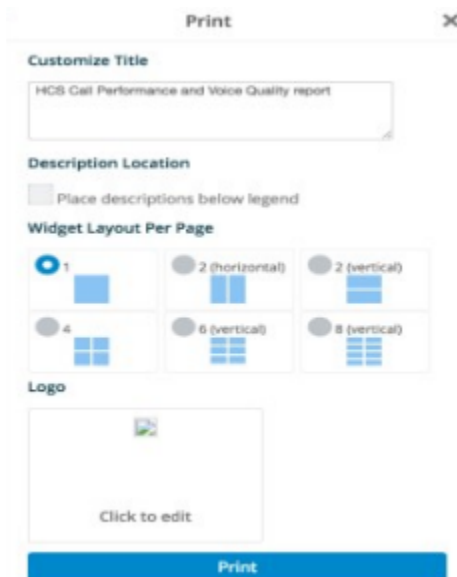 Print
Customize Title
HCS Call Performance and Voice Quality report
Description Location
Place descriptions below legend
Widget Layout Per Page
1 2 (horizontal) 2 (vertical)
4 6 (vertical) 8 (vertical)
Logo
Click to edit
Print